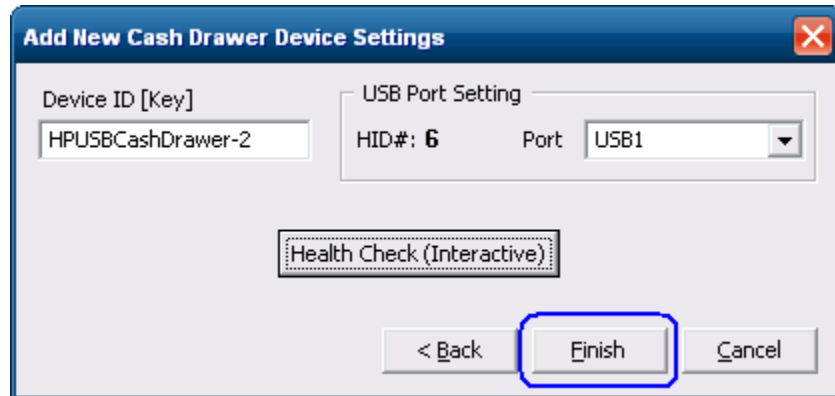 Add New Cash Drawer Device Settings
Device ID [Key]
HPUSBCashDrawer-2
USB Port Setting
HID#: 6 Port USB1
Health Check (Interactive)
< Back Finish Cancel